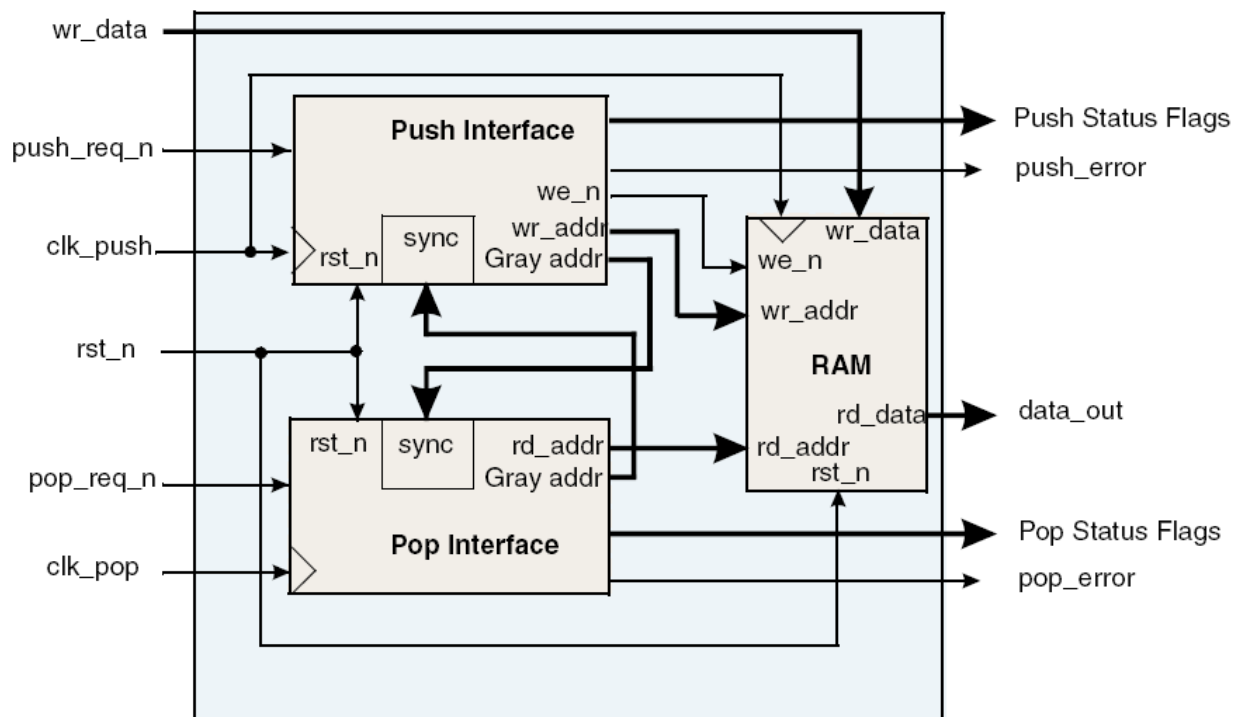 wr_data
Push Interface
Push Status Flags
push_req_n
push_error
we_n
wr_addr
wr_data
clk_push
rst_n
sync
Gray addr
we_n
wr_addr
rst_n
RAM
rd_data
data_out
rst_n
sync
rd_addr
rd_addr
pop_req_n
Gray addr
rst_n
Pop Interface
Pop Status Flags
clk_pop
pop_error